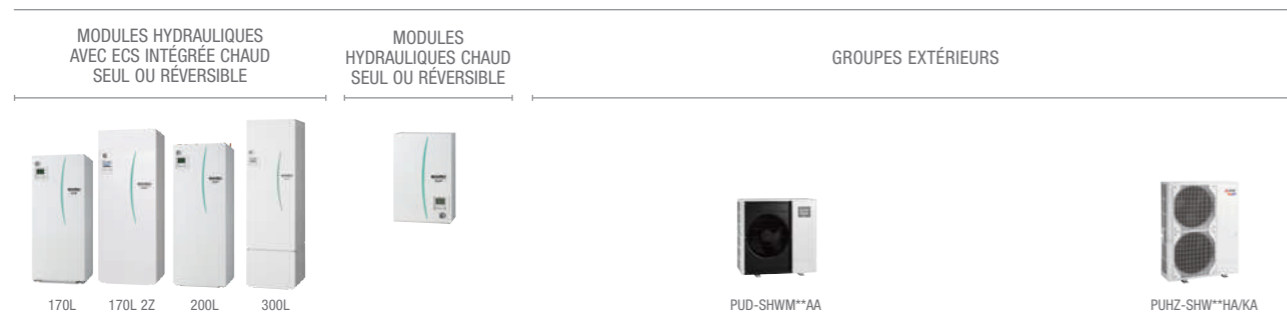 MODULES HYDRAULIQUES
AVEC ECS INTÉGRÉE CHAUD
SEUL OU RÉVERSIBLE
MODULES
HYDRAULIQUES CHAUD
SEUL OU RÉVERSIBLE
GROUPES EXTÉRIEURS
170L
170L 2Z
200L
300L
PUD-SHWM**AA
PUHZ-SHW**HA/KA